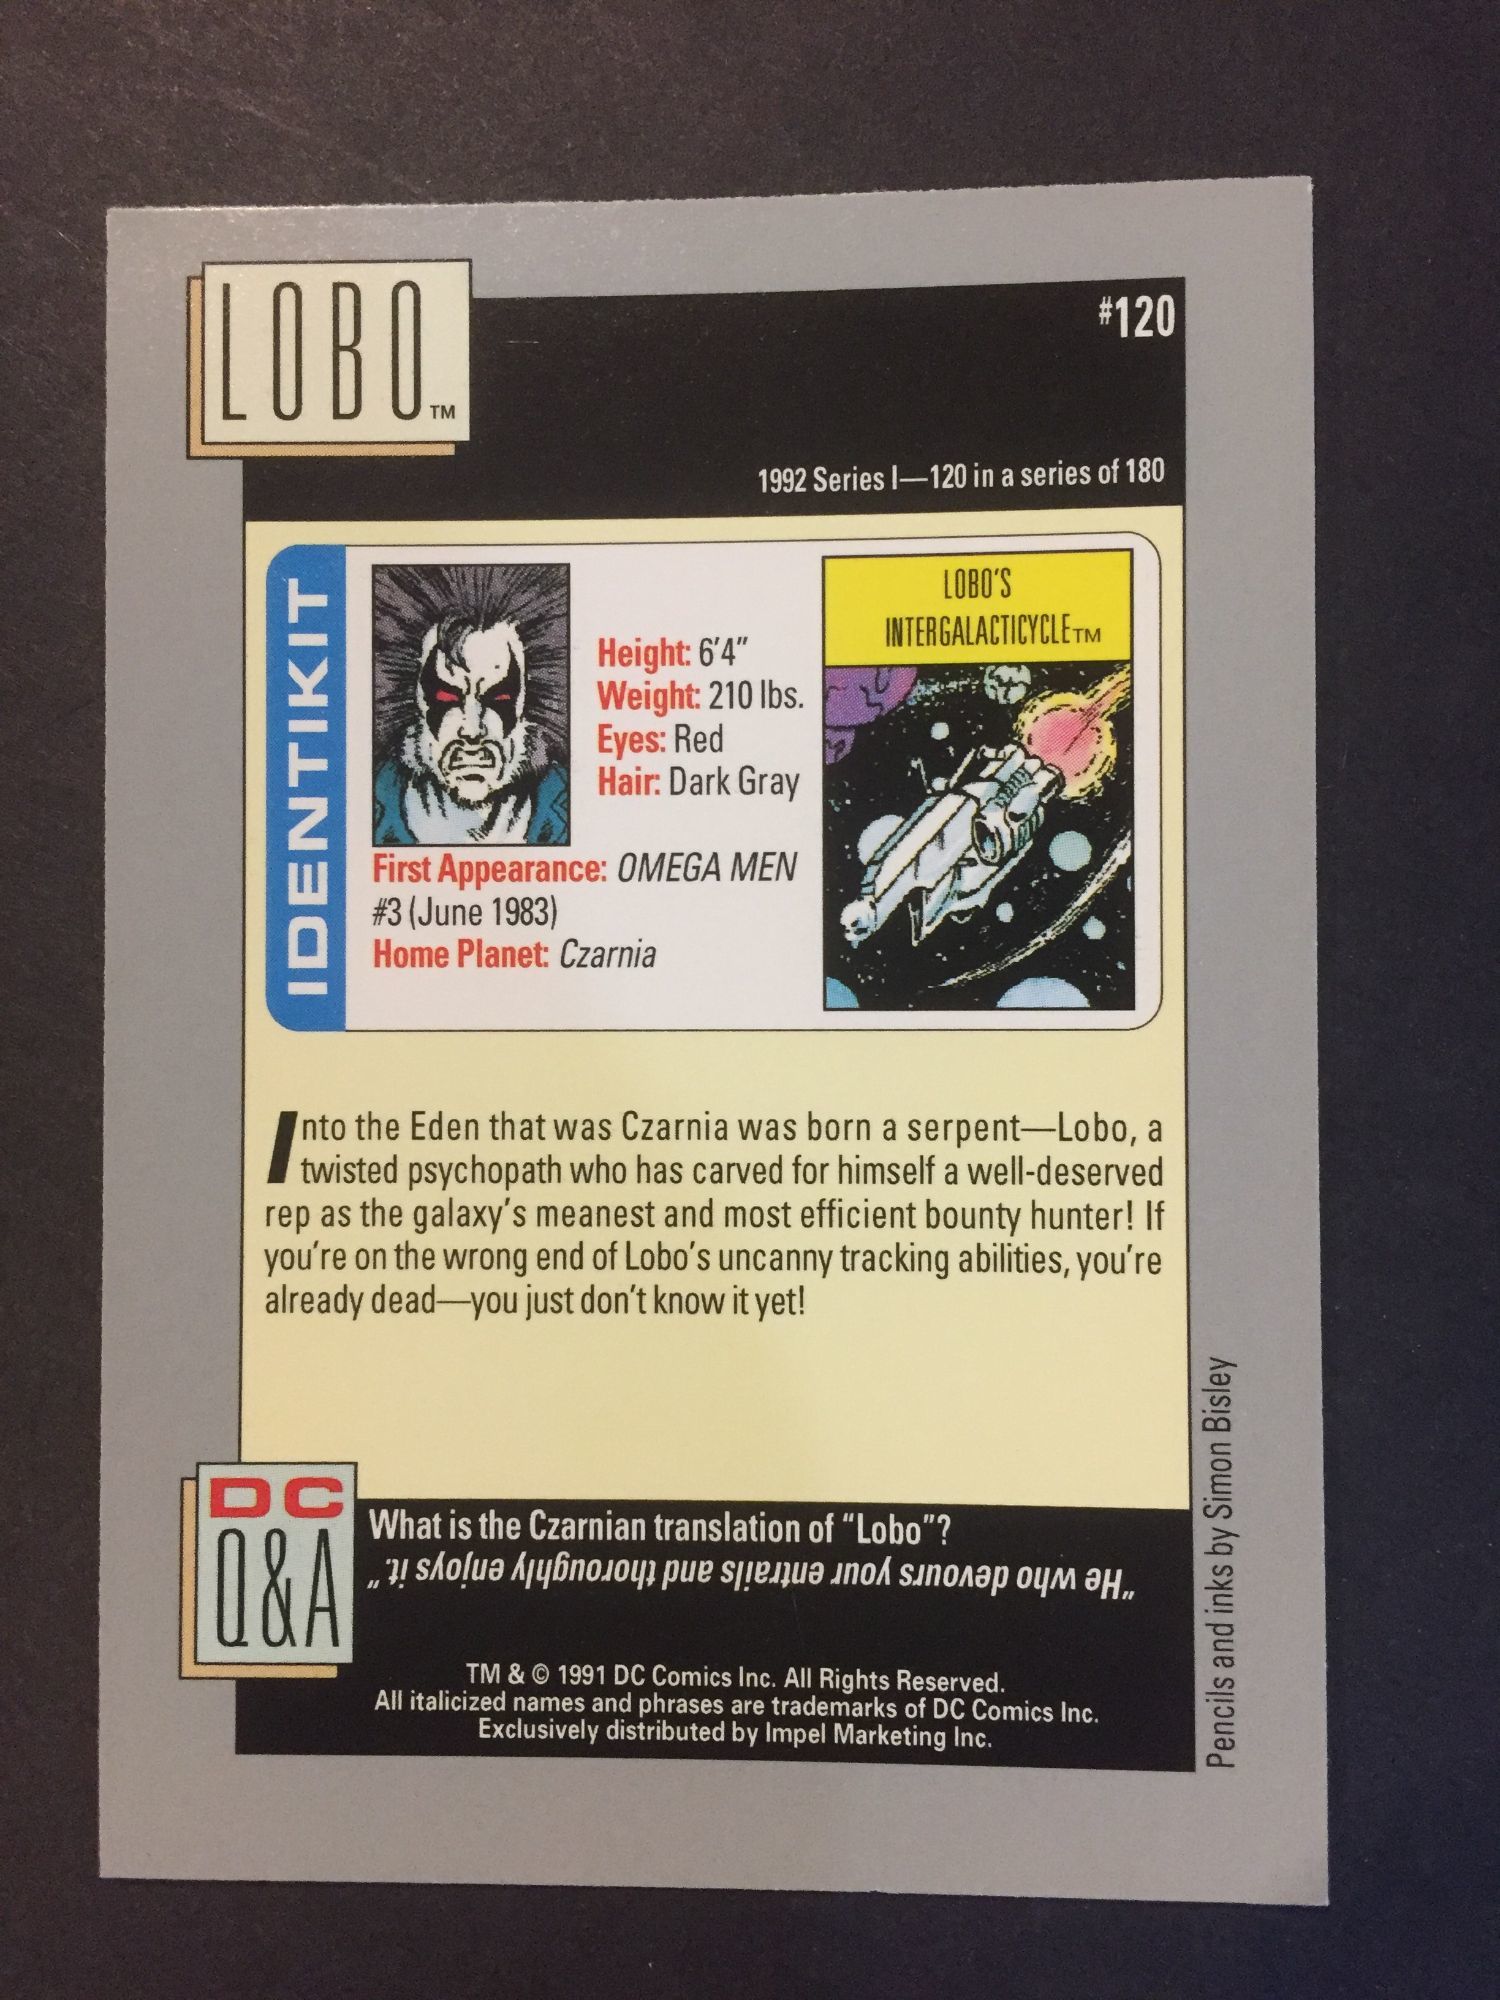 LOBO™
#120
1992 Series I—120 in a series of 180
IDENTIKIT
Height: 6'4"
Weight: 210 lbs.
Eyes: Red
Hair: Dark Gray
First Appearance: OMEGA MEN
#3 (June 1983)
Home Planet: Czarnia
LOBO'S
INTERGALACTICYCLE™
Into the Eden that was Czarnia was born a serpent—Lobo, a
twisted psychopath who has carved for himself a well-deserved
rep as the galaxy's meanest and most efficient bounty hunter! If
you're on the wrong end of Lobo's uncanny tracking abilities, you're
already dead—you just don't know it yet!
DC
Q&A
What is the Czarnian translation of "Lobo"?
"He who devours your entrails and thoroughly enjoys it."
TM & © 1991 DC Comics Inc. All Rights Reserved.
All italicized names and phrases are trademarks of DC Comics Inc.
Exclusively distributed by Impel Marketing Inc.
Pencils and inks by Simon Bisley